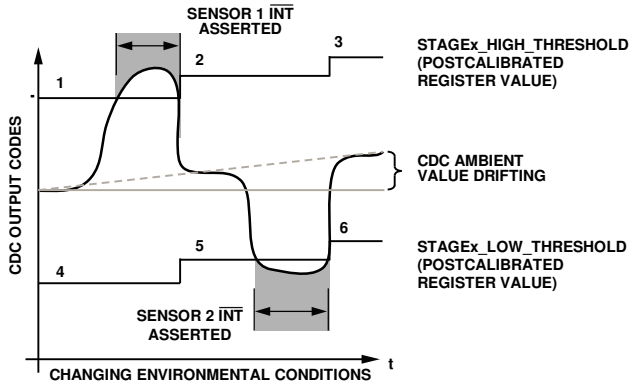 SENSOR 1 INT
ASSERTED
1
2
3
STAGEx_HIGH_THRESHOLD
(POSTCALIBRATED
REGISTER VALUE)
CDC OUTPUT CODES
CDC AMBIENT
VALUE DRIFTING
4
5
6
STAGEx_LOW_THRESHOLD
(POSTCALIBRATED
REGISTER VALUE)
SENSOR 2 INT
ASSERTED
t
CHANGING ENVIRONMENTAL CONDITIONS